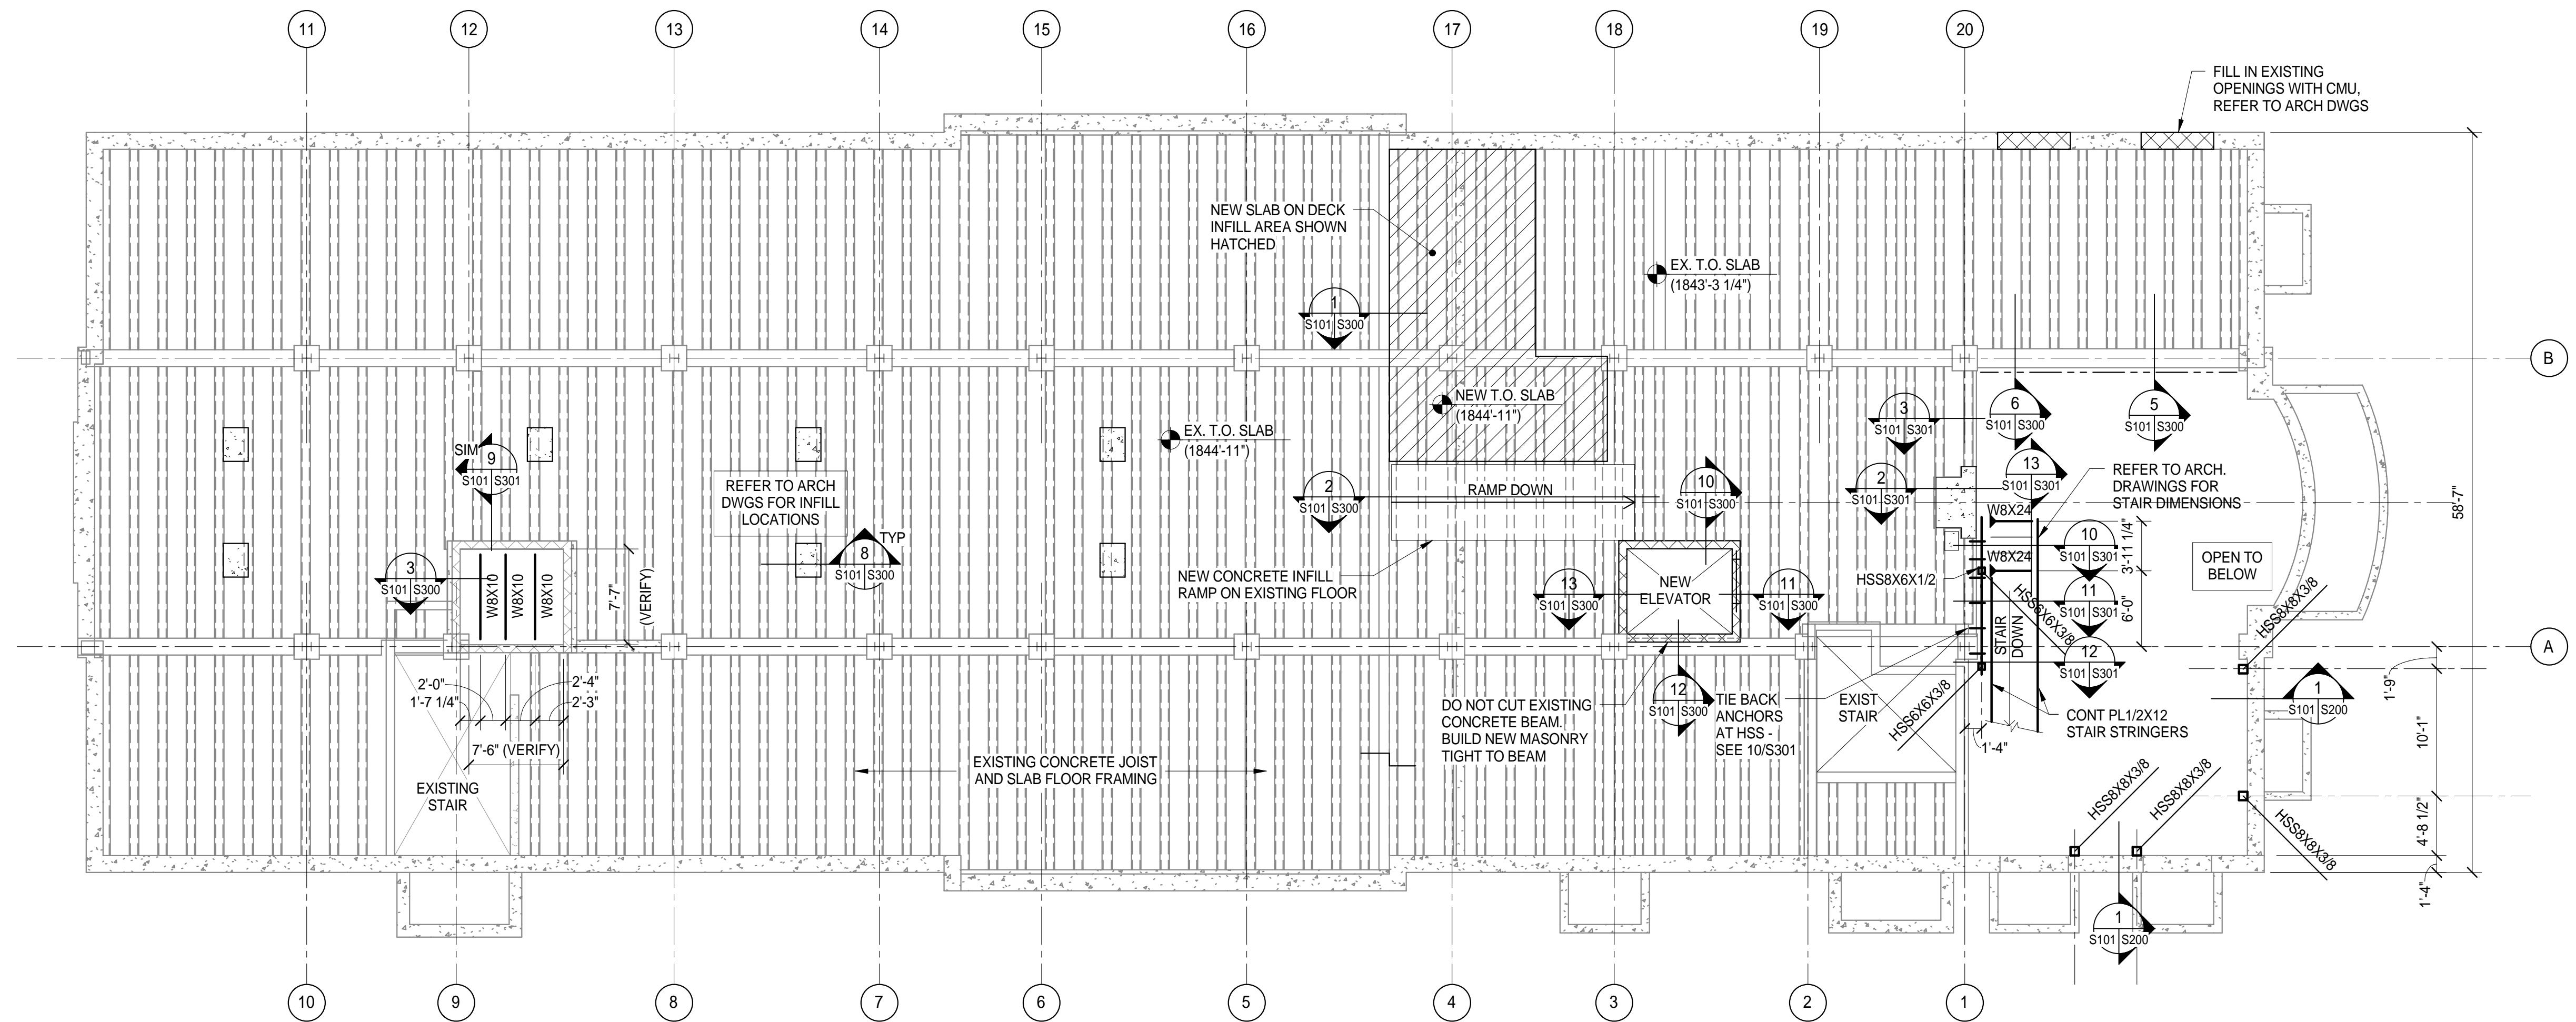 11
12
13
14
15
16
17
18
19
20
FILL IN EXISTING
OPENINGS WITH CMU,
REFER TO ARCH DWGS
NEW SLAB ON DECK
INFILL AREA SHOWN
HATCHED
EX. T.O. SLAB
(1843'-3 1/4")
1
S101 S300
B
NEW T.O. SLAB
(1844'-11")
EX. T.O. SLAB
(1844'-11")
3
S101 S301
6
S101 S300
5
S101 S300
SIM
9
S101 S301
REFER TO ARCH
DWGS FOR INFILL
LOCATIONS
2
S101 S300
RAMP DOWN
10
S101 S300
2
S101 S301
13
S101 S301
REFER TO ARCH.
DRAWINGS FOR
STAIR DIMENSIONS
58'-7"
W8X24
W8X24
10
S101 S301
3'-11 1/4"
OPEN TO
BELOW
TYP
8
S101 S300
3
S101 S300
W8X10
W8X10
W8X10
7'-7"
(VERIFY)
NEW CONCRETE INFILL
RAMP ON EXISTING FLOOR
13
S101 S300
NEW
ELEVATOR
11
S101 S300
HSS8X6X1/2
HSS6X6X3/8
11
S101 S301
6'-0"
HSS8X8X3/8
STAIR
DOWN
12
S101 S301
A
2'-0"
1'-7 1/4"
2'-4"
2'-3"
7'-6" (VERIFY)
EXISTING
STAIR
EXISTING CONCRETE JOIST
AND SLAB FLOOR FRAMING
DO NOT CUT EXISTING
CONCRETE BEAM.
BUILD NEW MASONRY
TIGHT TO BEAM
12
S101 S300
TIE BACK
ANCHORS
AT HSS -
SEE 10/S301
EXIST
STAIR
HSS6X6X3/8
1'-4"
CONT PL1/2X12
STAIR STRINGERS
1
S101 S200
1'-9"
10'-1"
HSS8X8X3/8
HSS8X8X3/8
HSS8X8X3/8
4'-8 1/2"
1'-4"
1
S101 S200
10
9
8
7
6
5
4
3
2
1